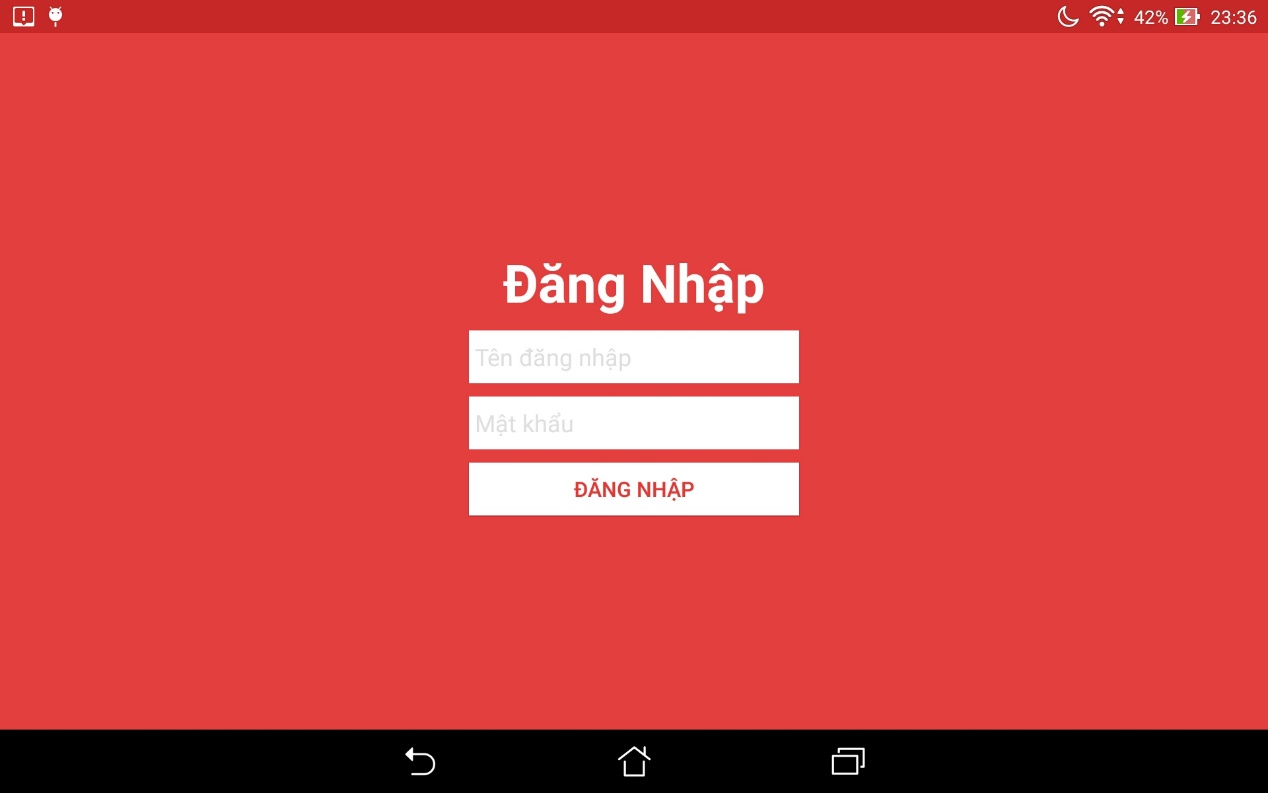 42% 23:36
Đăng Nhập
Tên đăng nhập
Mật khẩu
ĐĂNG NHẬP